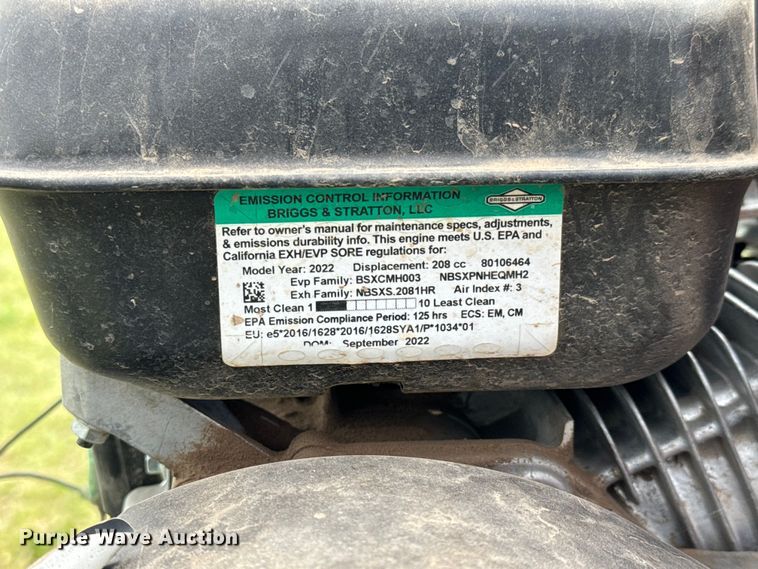 EMISSION CONTROL INFORMATION
BRIGGS & STRATTON, LLC
BRIGGS & STRATTON
Refer to owner's manual for maintenance specs, adjustments,
& emissions durability info. This engine meets U.S. EPA and
California EXH/EVP SORE regulations for:
Model Year: 2022 Displacement: 208 cc 80106464
Evp Family: BSXCMH003 NBSXPNHEQMH2
Exh Family: NBSXS.2081HR Air Index #: 3
Most Clean 1 10 Least Clean
EPA Emission Compliance Period: 125 hrs ECS: EM, CM
EU: e5*2016/1628*2016/1628SYA1/P*1034*01
DOM: September 2022
Purple Wave Auction